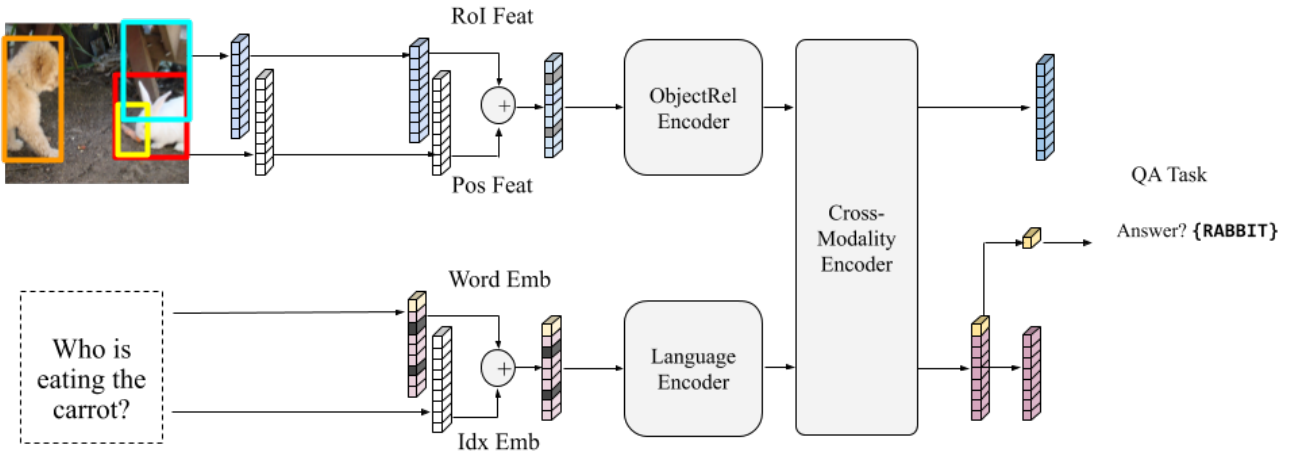 RoI Feat
+
Pos Feat
ObjectRel
Encoder
Cross-
Modality
Encoder
QA Task
Answer? {RABBIT}
Who is
eating the
carrot?
Word Emb
+
Idx Emb
Language
Encoder